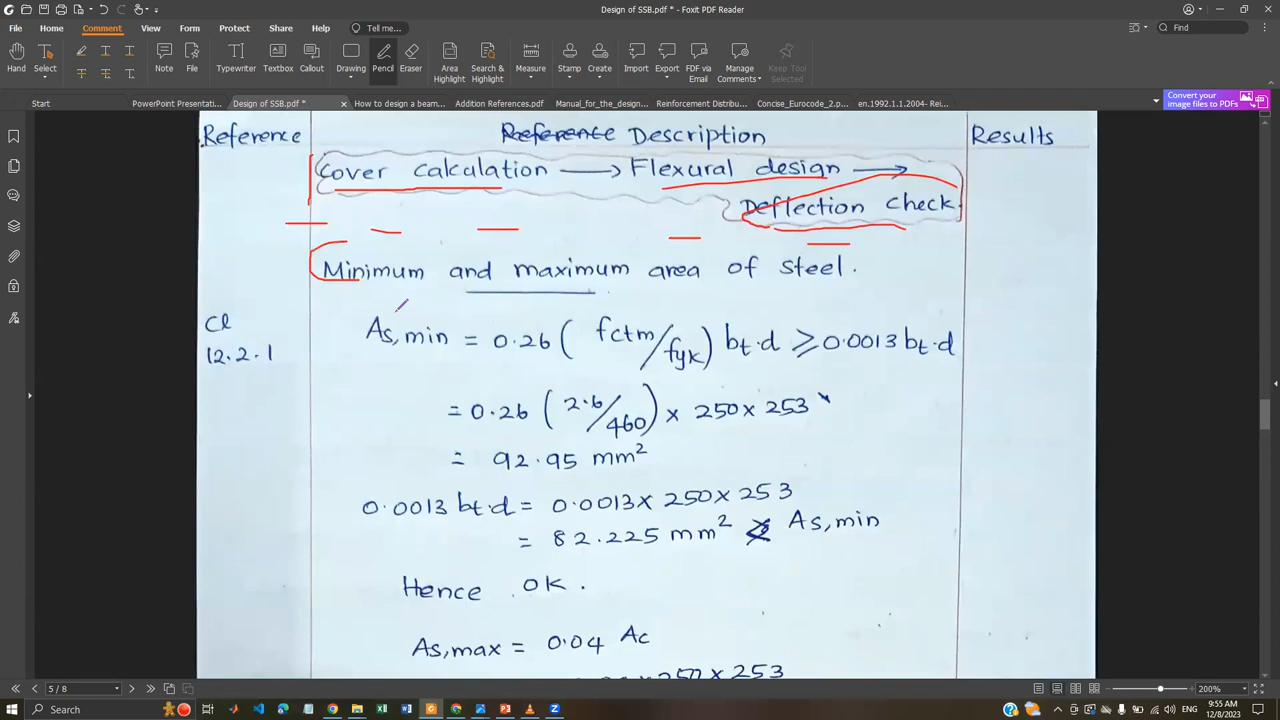 Design of SSB.pdf * - Foxit PDF Reader
File Home Comment View Form Protect Share Help Tell me... Find
Hand Select Note File Typewriter Textbox Callout Drawing Pencil Eraser Area Highlight Search & Highlight Measure Stamp Create Import Export FDF via Email Manage Comments Keep Tool Selected
Start PowerPoint Presentati... Design of SSB.pdf * How to design a beam... Addition References.pdf Manual_for_the_design... Reinforcement Distribu... Concise_Eurocode_2.p... en.1992.1.1.2004- Rei... Convert your image files to PDFs
Reference Reference Description Results
Cover calculation → Flexural design →
Deflection check.
Minimum and maximum area of steel.
Cl
12.2.1
As,min = 0.26 ( fctm/fyk) bt.d ≥ 0.0013 bt.d
= 0.26 (2.6/460) × 250 × 253
= 92.95 mm²
0.0013 bt.d = 0.0013 × 250 × 253
= 82.225 mm² As,min
Hence OK.
As,max = 0.04 Ac
250 × 253
5 / 8 200%
Search 9:55 AM
12/8/2023